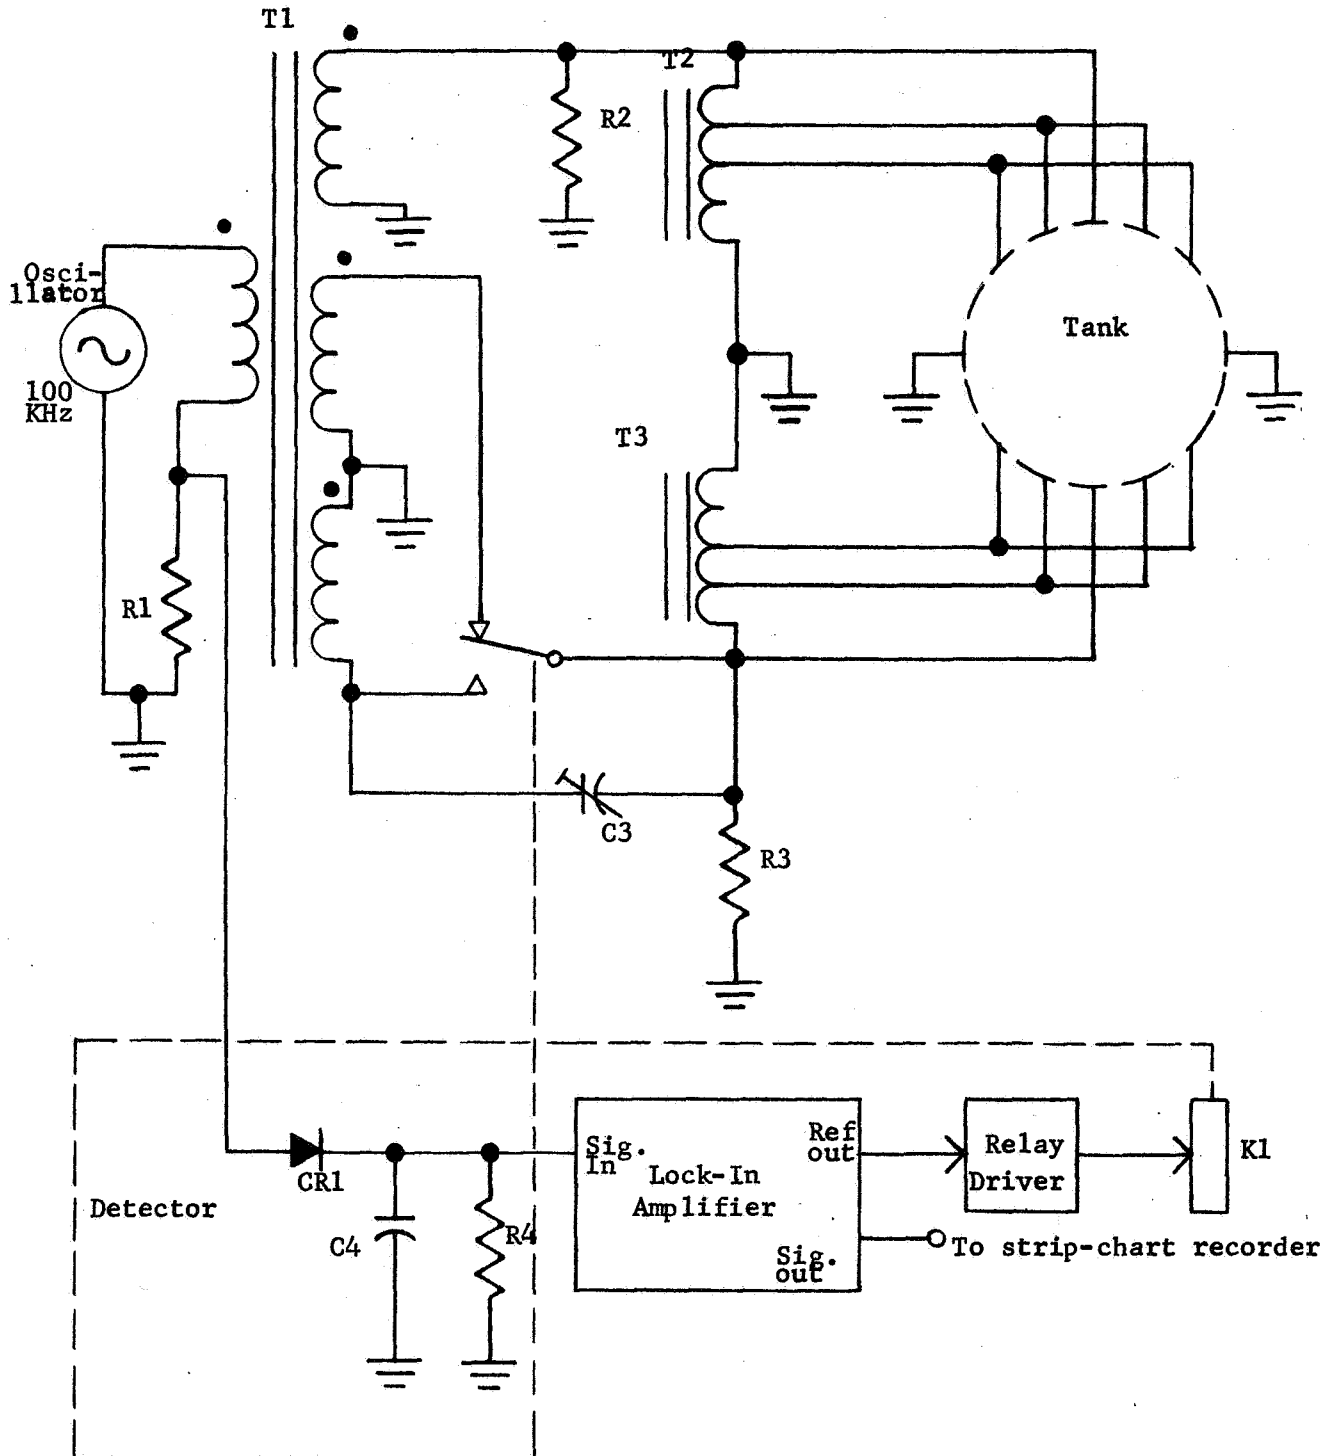 T1
T2
R2
Osci-
llator
Tank
100
KHz
T3
R1
C3
R3
Sig.
In
Ref
out
Relay
Driver
K1
Lock-In
Amplifier
CR1
Detector
C4
R4
Sig.
out
To strip-chart recorder